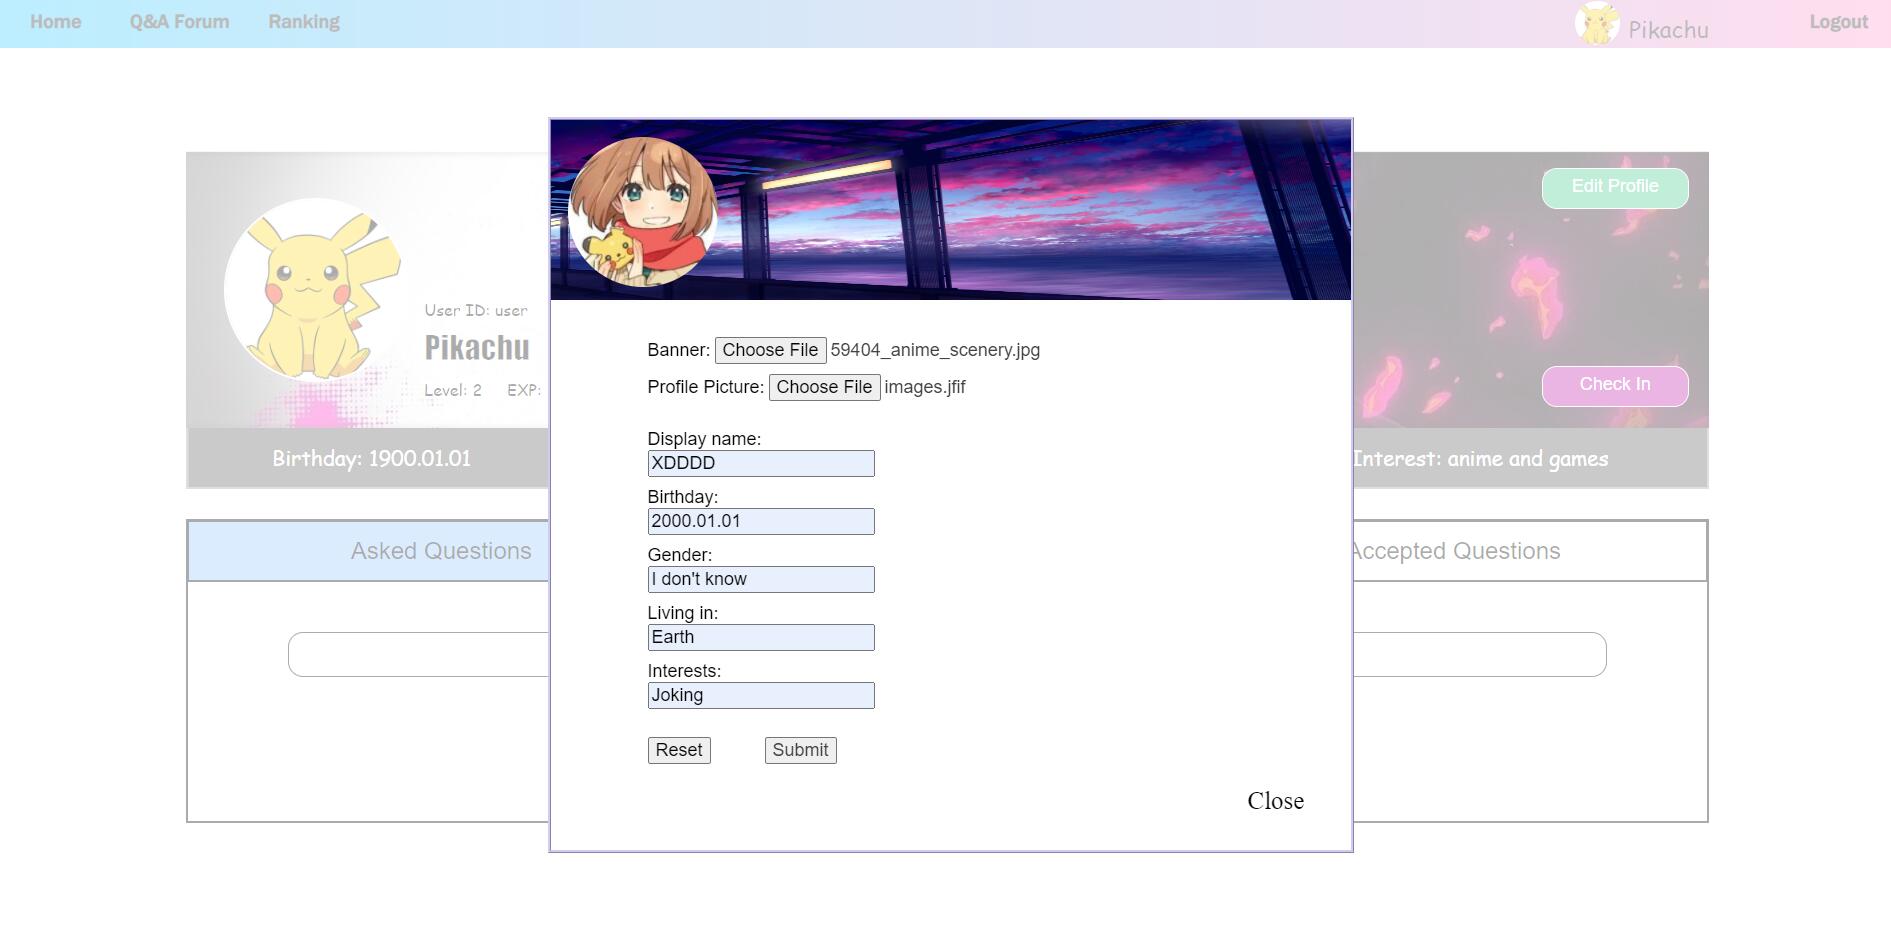 Home Q&A Forum Ranking Pikachu Logout
Edit Profile
User ID: user
Pikachu
Level: 2 EXP:
Check In
Birthday: 1900.01.01
Interest: anime and games
Asked Questions
Accepted Questions
Banner: Choose File 59404_anime_scenery.jpg
Profile Picture: Choose File images.jfif
Display name:
XDDDD
Birthday:
2000.01.01
Gender:
I don't know
Living in:
Earth
Interests:
Joking
Reset Submit
Close